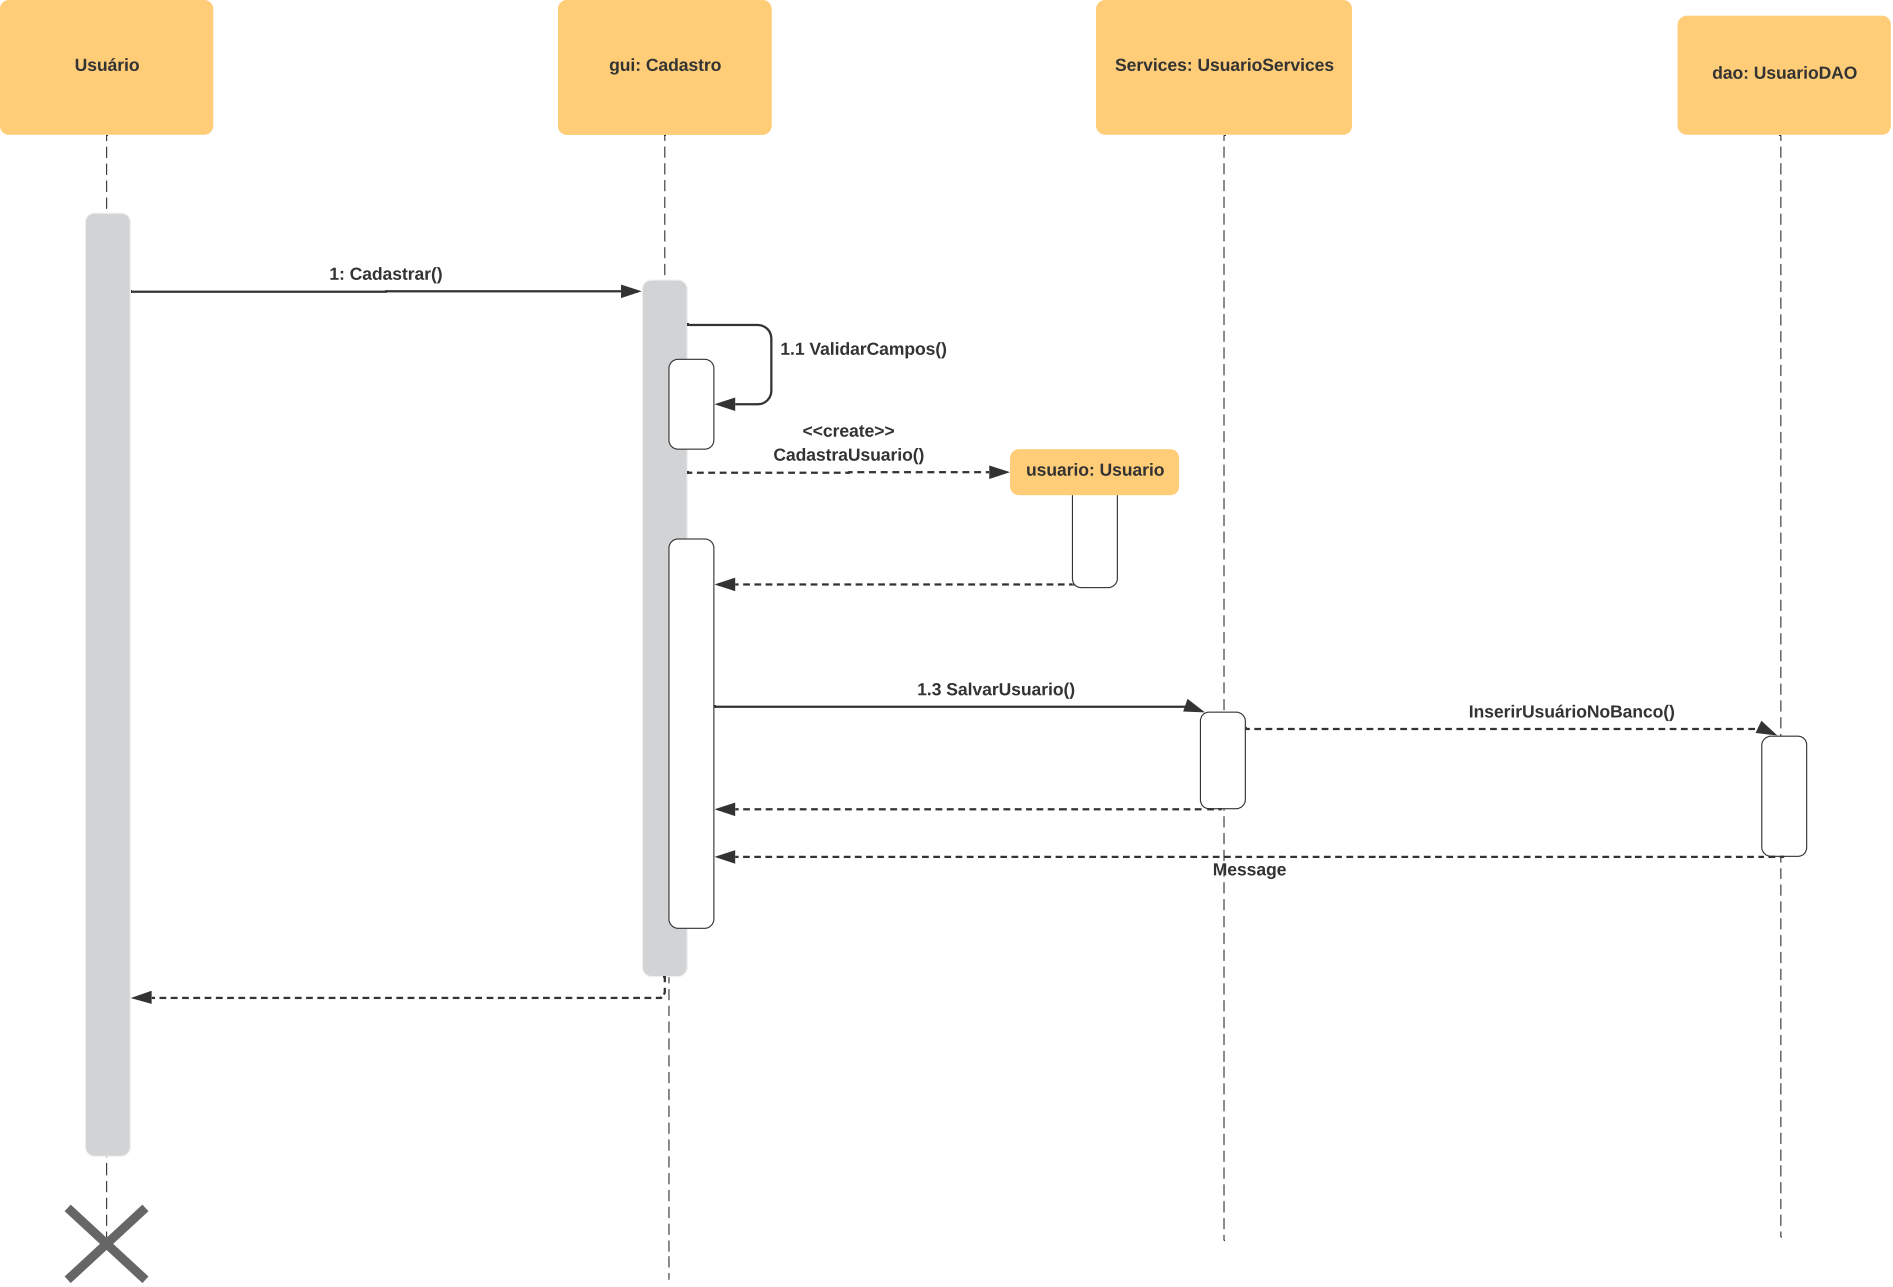 Usuário
gui: Cadastro
Services: UsuarioServices
dao: UsuarioDAO
1: Cadastrar()
1.1 ValidarCampos()
<<create>>
CadastraUsuario()
usuario: Usuario
1.3 SalvarUsuario()
InserirUsuárioNoBanco()
Message